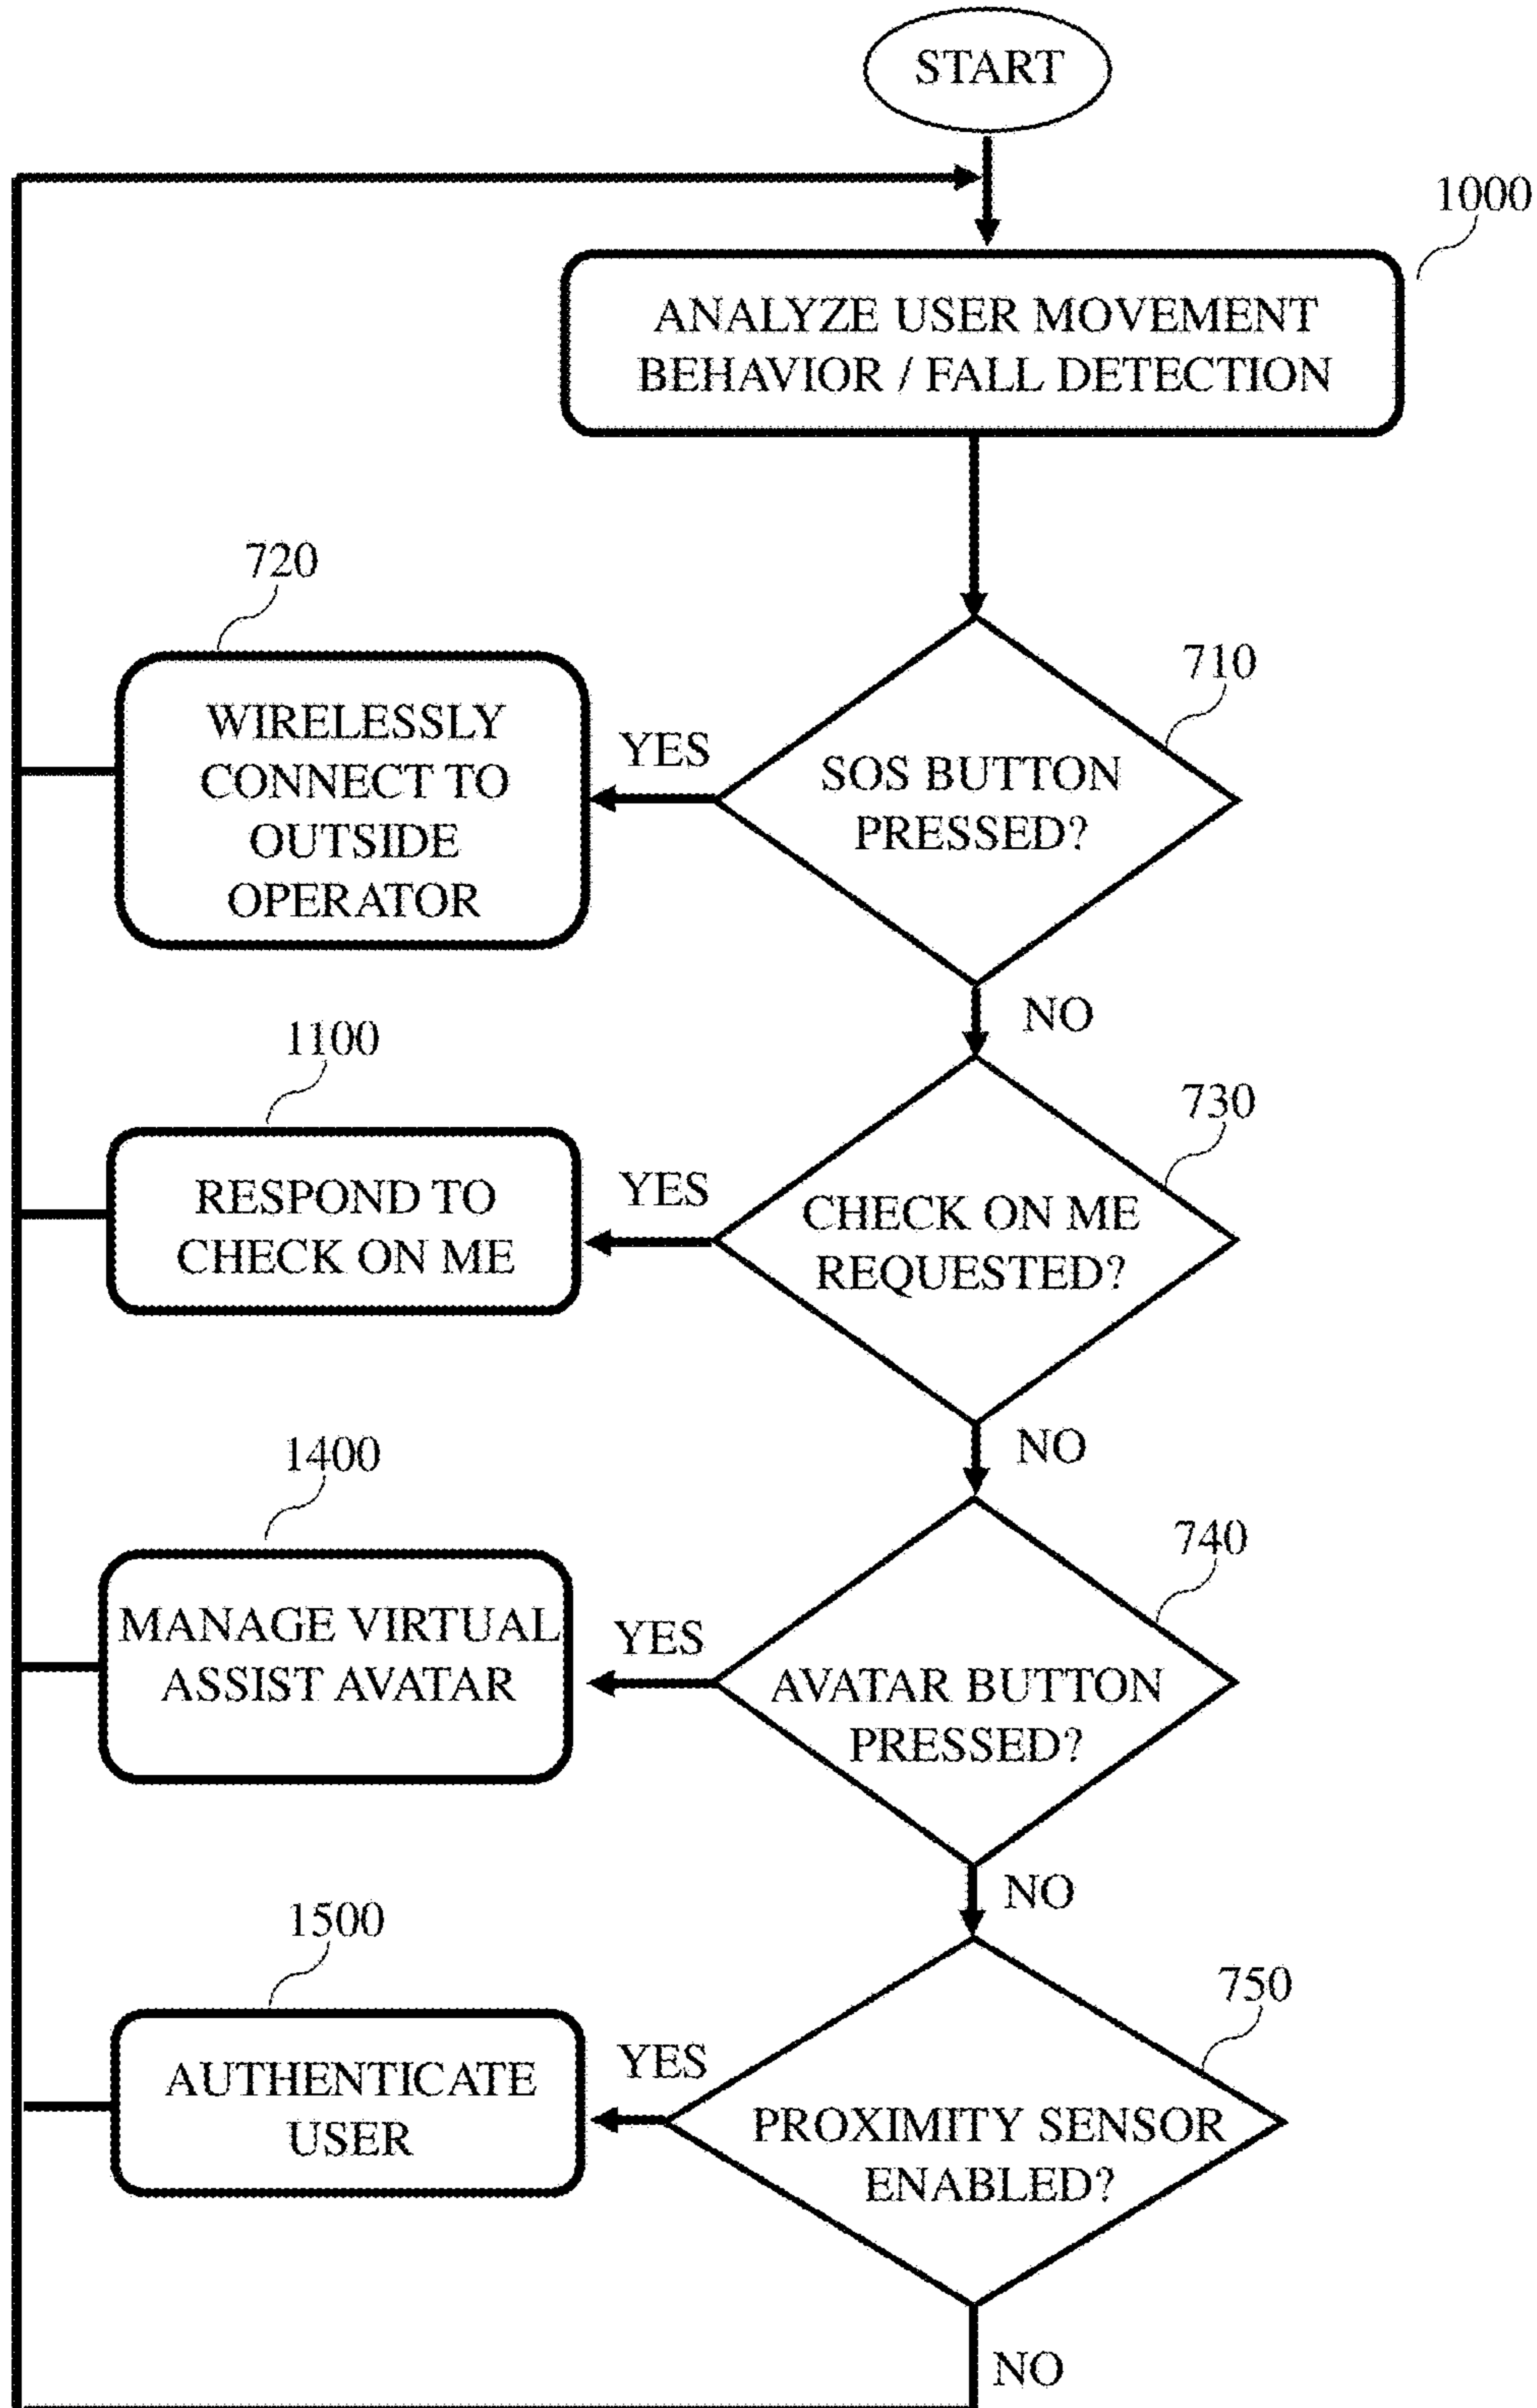 START
1000
ANALYZE USER MOVEMENT
BEHAVIOR / FALL DETECTION
720
WIRELESSLY
CONNECT TO
OUTSIDE
OPERATOR
YES
710
SOS BUTTON
PRESSED?
NO
1100
RESPOND TO
CHECK ON ME
YES
730
CHECK ON ME
REQUESTED?
NO
1400
MANAGE VIRTUAL
ASSIST AVATAR
YES
740
AVATAR BUTTON
PRESSED?
NO
1500
AUTHENTICATE
USER
YES
750
PROXIMITY SENSOR
ENABLED?
NO